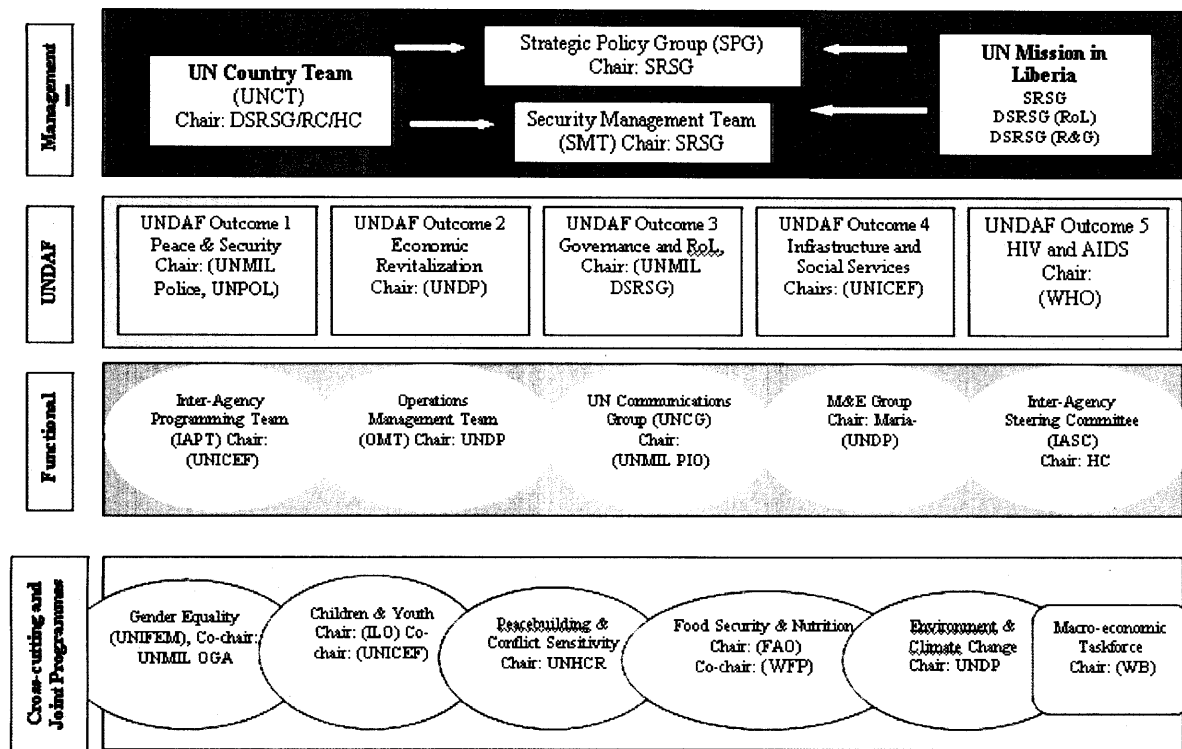 Management
UN Country Team
(UNCT)
Chair: DSRSG/RC/HC
Strategic Policy Group (SPG)
Chair: SRSG
Security Management Team
(SMT) Chair: SRSG
UN Mission in
Liberia
SRSG
DSRSG (RoL)
DSRSG (R&G)
UNDAF
UNDAF Outcome 1
Peace & Security
Chair: (UNMIL
Police, UNPOL)
UNDAF Outcome 2
Economic
Revitalization
Chair: (UNDP)
UNDAF Outcome 3
Governance and RoL,
Chair: (UNMIL
DSRSG)
UNDAF Outcome 4
Infrastructure and
Social Services
Chairs: (UNICEF)
UNDAF Outcome 5
HIV and AIDS
Chair:
(WHO)
Functional
Inter-Agency
Programming Team
(IAPT) Chair:
(UNICEF)
Operations
Management Team
(OMT) Chair: UNDP
UN Communications
Group (UNCG)
Chair:
(UNMIL PIO)
M&E Group
Chair: Maria-
(UNDP)
Inter-Agency
Steering Committee
(IASC)
Chair: HC
Cross-cutting and
Joint Programmes
Gender Equality
(UNIFEM), Co-chair:
UNMIL OGA
Children & Youth
Chair: (ILO) Co-
chair: (UNICEF)
Peacebuilding &
Conflict Sensitivity
Chair: UNHCR
Food Security & Nutrition
Chair: (FAO)
Co-chair: (WFP)
Environment &
Climate Change
Chair: UNDP
Macro-economic
Taskforce
Chair: (WB)